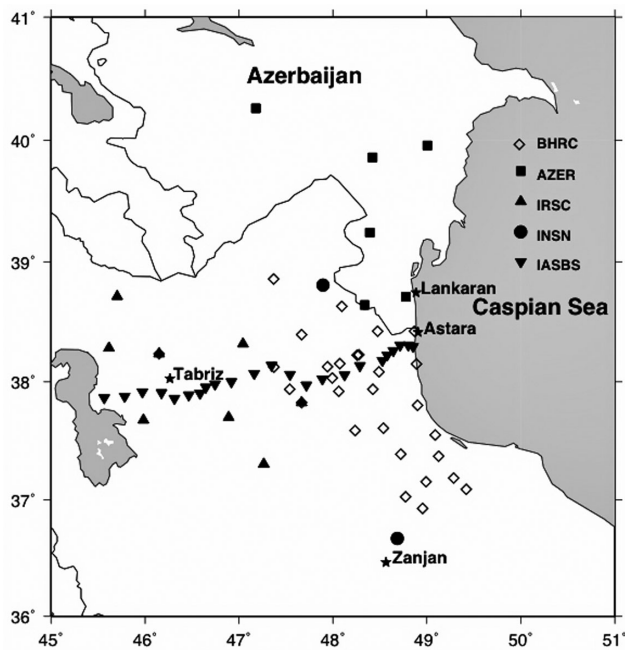 41°
Azerbaijan
BHRC
40°
AZER
IRSC
INSN
IASBS
39°
Lankaran
Caspian Sea
Astara
Tabriz
38°
37°
Zanjan
36°
45° 46° 47° 48° 49° 50° 51°